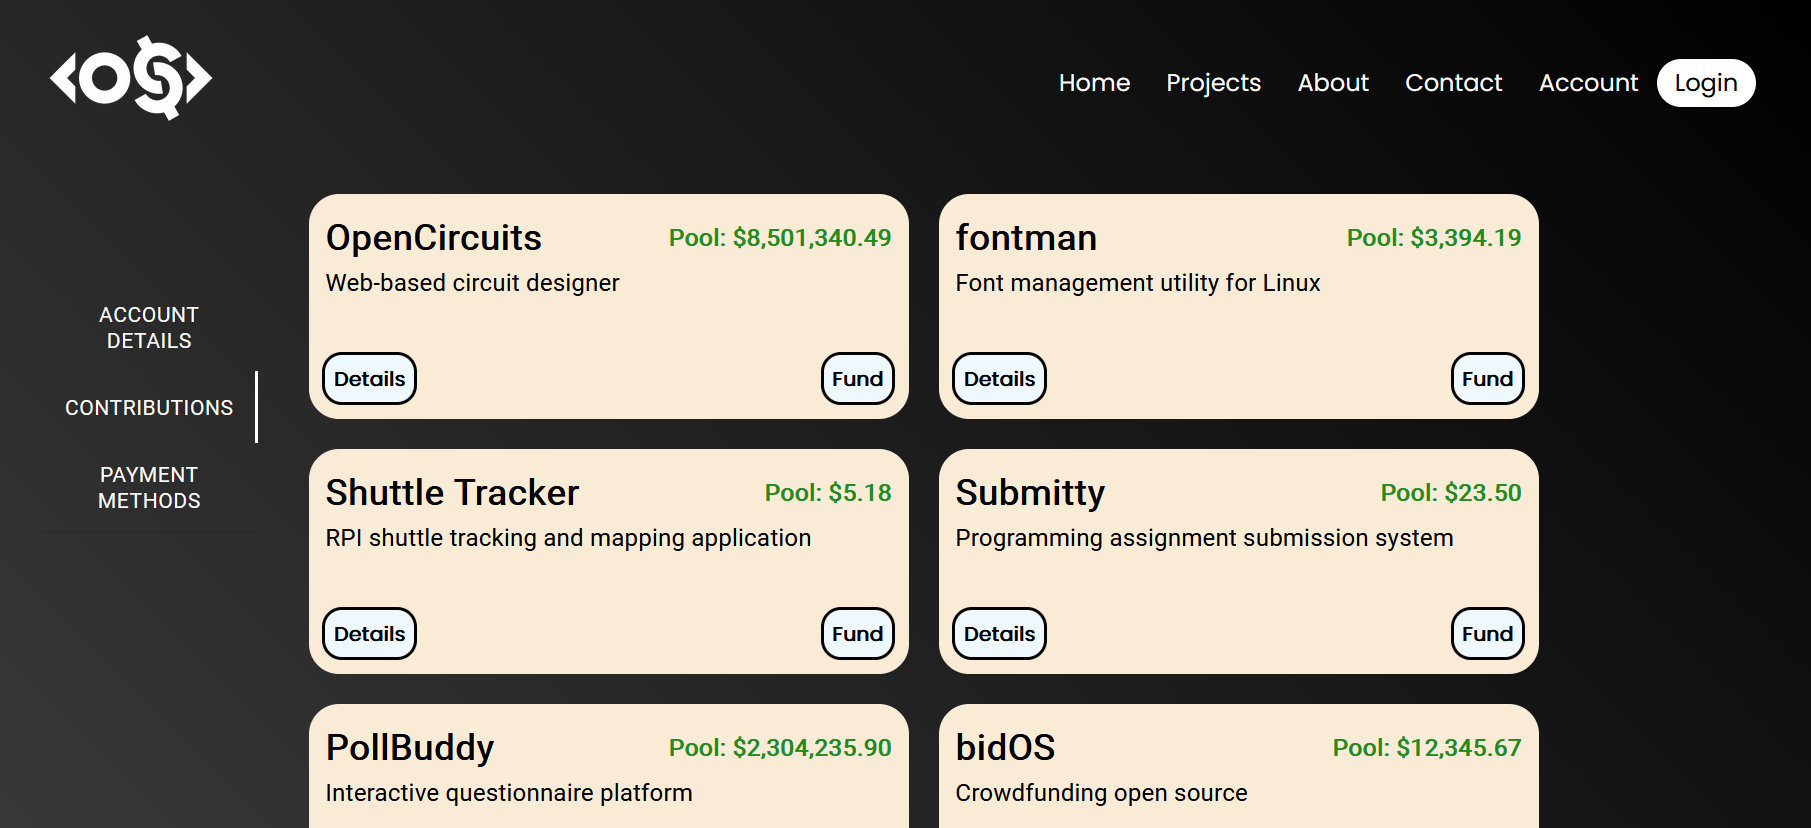 <O$>
Home Projects About Contact Account Login
ACCOUNT
DETAILS
CONTRIBUTIONS
PAYMENT
METHODS
OpenCircuits Pool: $8,501,340.49
Web-based circuit designer
Details Fund
fontman Pool: $3,394.19
Font management utility for Linux
Details Fund
Shuttle Tracker Pool: $5.18
RPI shuttle tracking and mapping application
Details Fund
Submitty Pool: $23.50
Programming assignment submission system
Details Fund
PollBuddy Pool: $2,304,235.90
Interactive questionnaire platform
bidOS Pool: $12,345.67
Crowdfunding open source